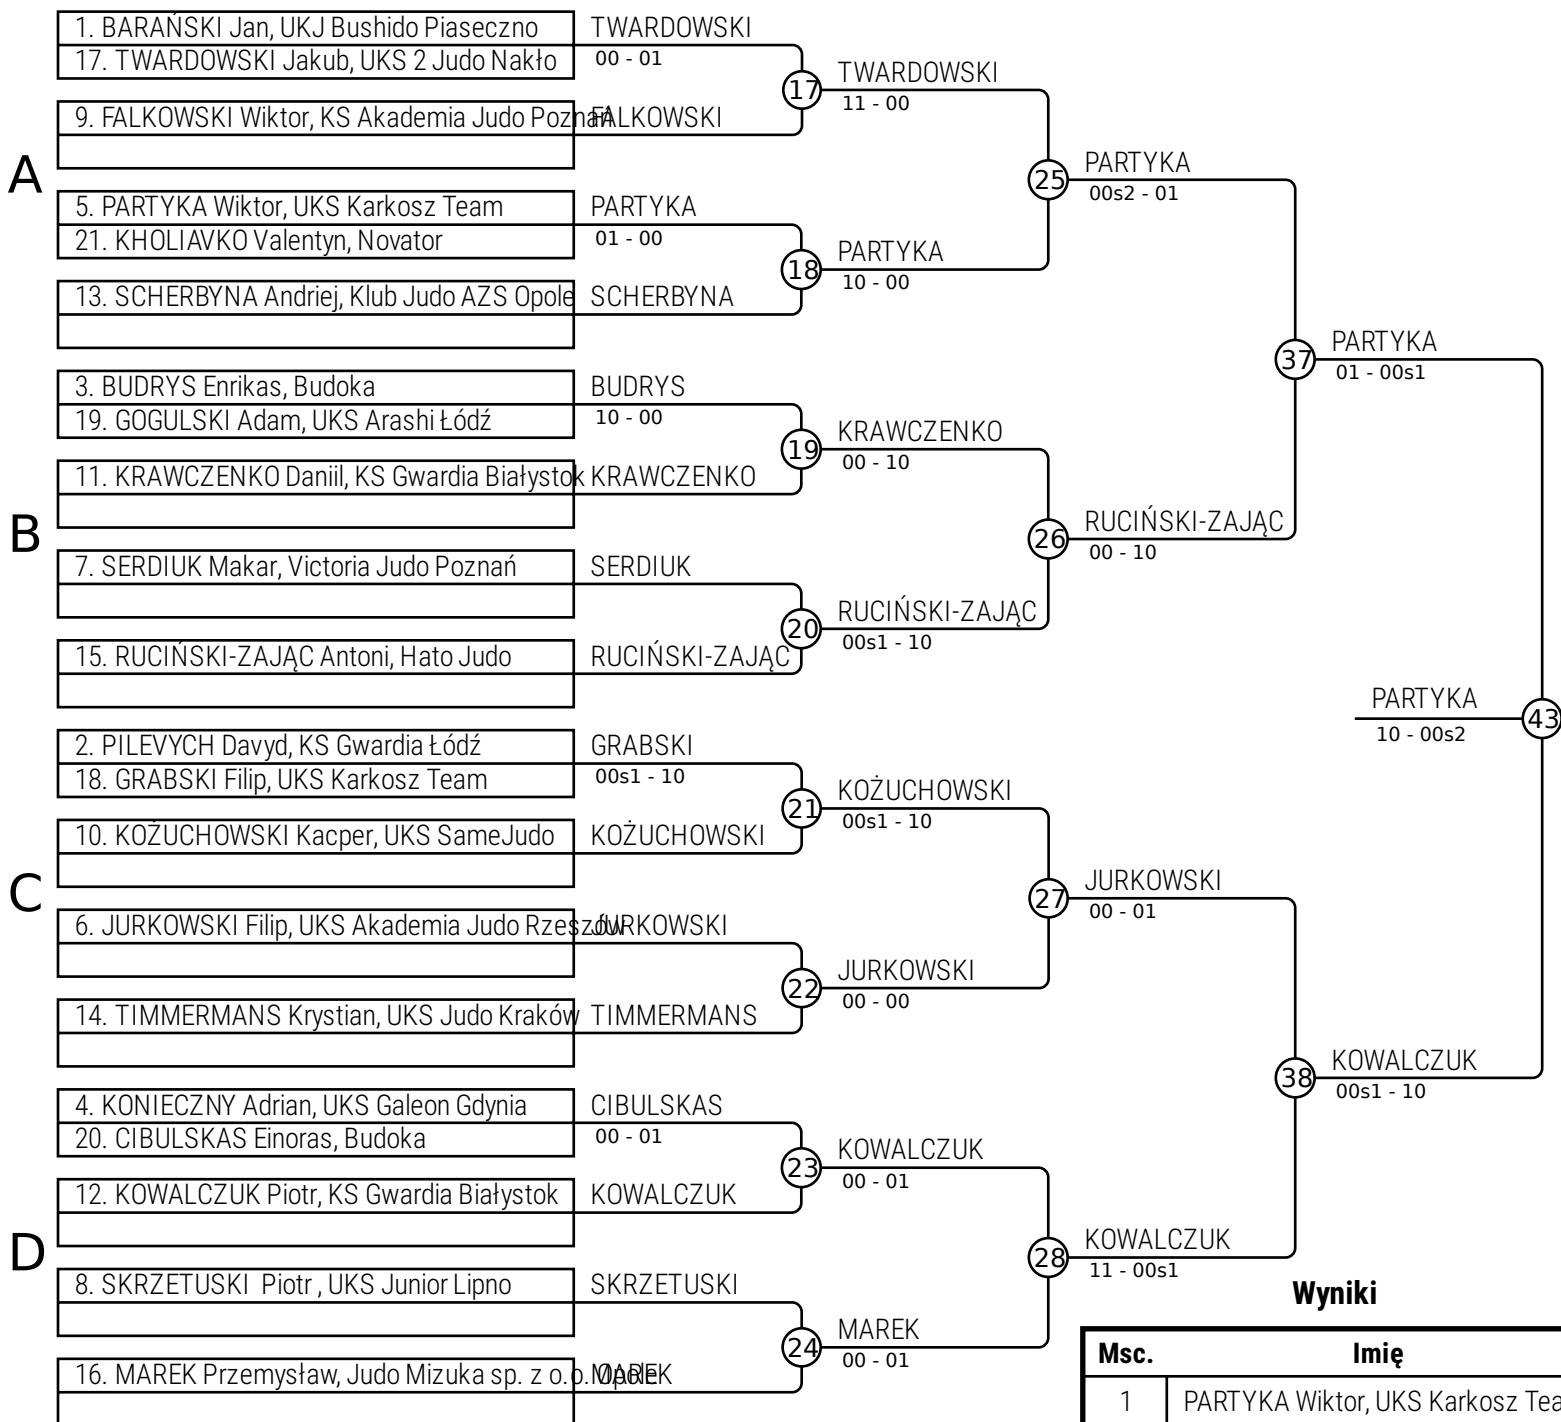 1. BARAŃSKI Jan, UKJ Bushido Piaseczno
17. TWARDOWSKI Jakub, UKS 2 Judo Nakło
9. FALKOWSKI Wiktor, KS Akademia Judo Poznań
A
5. PARTYKA Wiktor, UKS Karkosz Team
21. KHOLIAVKO Valentyn, Novator
13. SCHERBYNA Andriej, Klub Judo AZS Opole
3. BUDRYS Enrikas, Budoka
19. GOGULSKI Adam, UKS Arashi Łódź
11. KRAWCZENKO Daniil, KS Gwardia Białystok
B
7. SERDIUK Makar, Victoria Judo Poznań
15. RUCIŃSKI-ZAJĄC Antoni, Hato Judo
2. PILEVYCH Davyd, KS Gwardia Łódź
18. GRABSKI Filip, UKS Karkosz Team
10. KOŻUCHOWSKI Kacper, UKS SameJudo
C
6. JURKOWSKI Filip, UKS Akademia Judo Rzeszów
14. TIMMERMANS Krystian, UKS Judo Kraków
4. KONIECZNY Adrian, UKS Galeon Gdynia
20. CIBULSKAS Einoras, Budoka
12. KOWALCZUK Piotr, KS Gwardia Białystok
D
8. SKRZETUSKI Piotr , UKS Junior Lipno
16. MAREK Przemysław, Judo Mizuka sp. z o.o. Opole
TWARDOWSKI
00 - 01
FALKOWSKI
PARTYKA
01 - 00
SCHERBYNA
BUDRYS
10 - 00
KRAWCZENKO
SERDIUK
RUCIŃSKI-ZAJĄC
GRABSKI
00s1 - 10
KOŻUCHOWSKI
JURKOWSKI
TIMMERMANS
CIBULSKAS
00 - 01
KOWALCZUK
SKRZETUSKI
MAREK
17
TWARDOWSKI
11 - 00
18
PARTYKA
10 - 00
19
KRAWCZENKO
00 - 10
20
RUCIŃSKI-ZAJĄC
00s1 - 10
21
KOŻUCHOWSKI
00s1 - 10
22
JURKOWSKI
00 - 00
23
KOWALCZUK
00 - 01
24
MAREK
00 - 01
25
PARTYKA
00s2 - 01
26
RUCIŃSKI-ZAJĄC
00 - 10
27
JURKOWSKI
00 - 01
28
KOWALCZUK
11 - 00s1
37
PARTYKA
01 - 00s1
38
KOWALCZUK
00s1 - 10
PARTYKA
10 - 00s2
43
Wyniki
Msc. Imię
1 PARTYKA Wiktor, UKS Karkosz